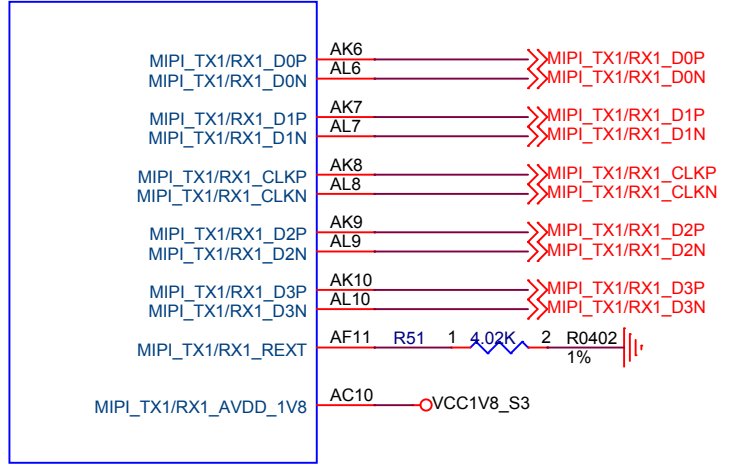 MIPI_TX1/RX1_D0P AK6 MIPI_TX1/RX1_D0P
MIPI_TX1/RX1_D0N AL6 MIPI_TX1/RX1_D0N
MIPI_TX1/RX1_D1P AK7 MIPI_TX1/RX1_D1P
MIPI_TX1/RX1_D1N AL7 MIPI_TX1/RX1_D1N
MIPI_TX1/RX1_CLKP AK8 MIPI_TX1/RX1_CLKP
MIPI_TX1/RX1_CLKN AL8 MIPI_TX1/RX1_CLKN
MIPI_TX1/RX1_D2P AK9 MIPI_TX1/RX1_D2P
MIPI_TX1/RX1_D2N AL9 MIPI_TX1/RX1_D2N
MIPI_TX1/RX1_D3P AK10 MIPI_TX1/RX1_D3P
MIPI_TX1/RX1_D3N AL10 MIPI_TX1/RX1_D3N
MIPI_TX1/RX1_REXT AF11 R51 1 4.02K 2 R0402
1%
MIPI_TX1/RX1_AVDD_1V8 AC10 VCC1V8_S3